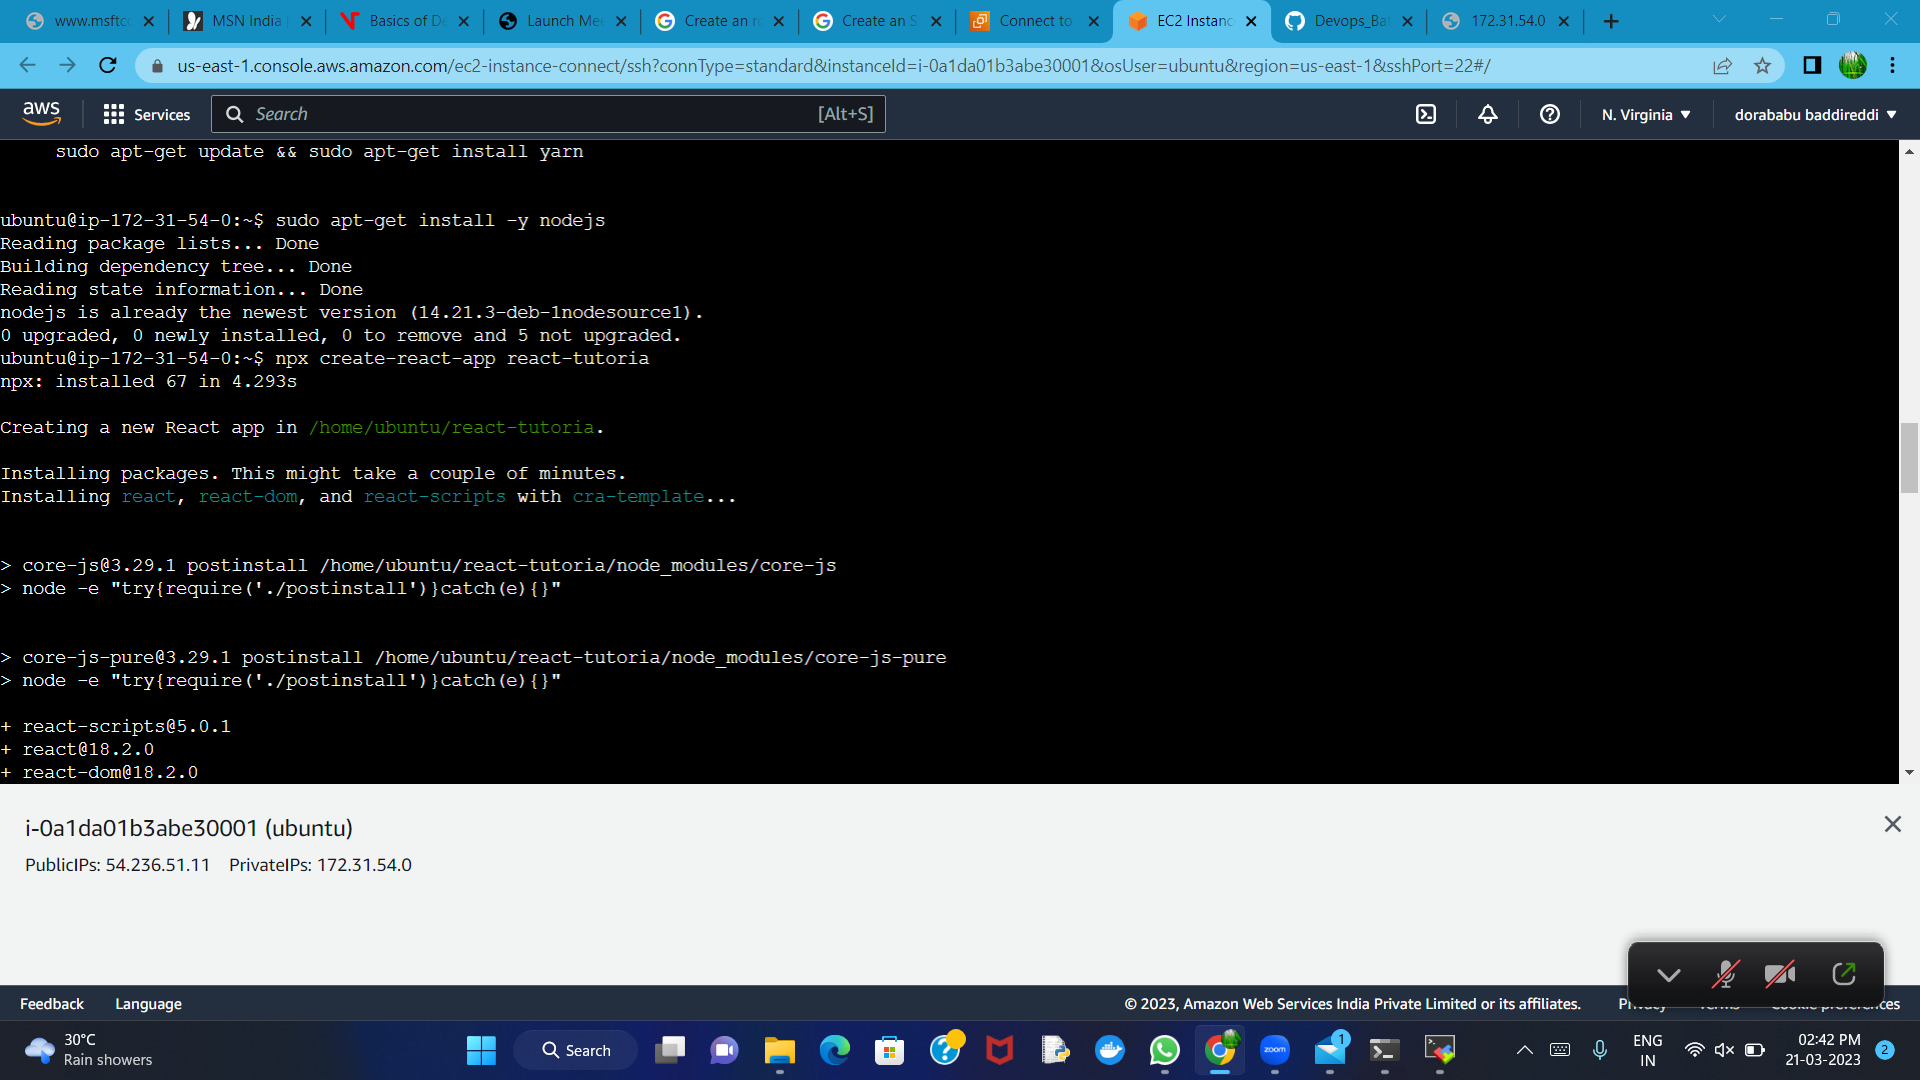 www.msftco
MSN India
Basics of De
Launch Mee
Create an r
Create an S
Connect to
EC2 Instanc
Devops_Bat
172.31.54.0
us-east-1.console.aws.amazon.com/ec2-instance-connect/ssh?connType=standard&instanceId=i-0a1da01b3abe30001&osUser=ubuntu&region=us-east-1&sshPort=22#/
aws
Services
Search
[Alt+S]
N. Virginia
dorababu baddireddi
sudo apt-get update && sudo apt-get install yarn
ubuntu@ip-172-31-54-0:~$ sudo apt-get install -y nodejs
Reading package lists... Done
Building dependency tree... Done
Reading state information... Done
nodejs is already the newest version (14.21.3-deb-1nodesource1).
0 upgraded, 0 newly installed, 0 to remove and 5 not upgraded.
ubuntu@ip-172-31-54-0:~$ npx create-react-app react-tutoria
npx: installed 67 in 4.293s
Creating a new React app in /home/ubuntu/react-tutoria.
Installing packages. This might take a couple of minutes.
Installing react, react-dom, and react-scripts with cra-template...
> core-js@3.29.1 postinstall /home/ubuntu/react-tutoria/node_modules/core-js
> node -e "try{require('./postinstall')}catch(e){}"
> core-js-pure@3.29.1 postinstall /home/ubuntu/react-tutoria/node_modules/core-js-pure
> node -e "try{require('./postinstall')}catch(e){}"
+ react-scripts@5.0.1
+ react@18.2.0
+ react-dom@18.2.0
i-0a1da01b3abe30001 (ubuntu)
PublicIPs: 54.236.51.11 PrivateIPs: 172.31.54.0
Feedback
Language
© 2023, Amazon Web Services India Private Limited or its affiliates.
Privacy
Terms
Cookie preferences
30°C
Rain showers
Search
zoom
1
ENG
IN
02:42 PM
21-03-2023
2